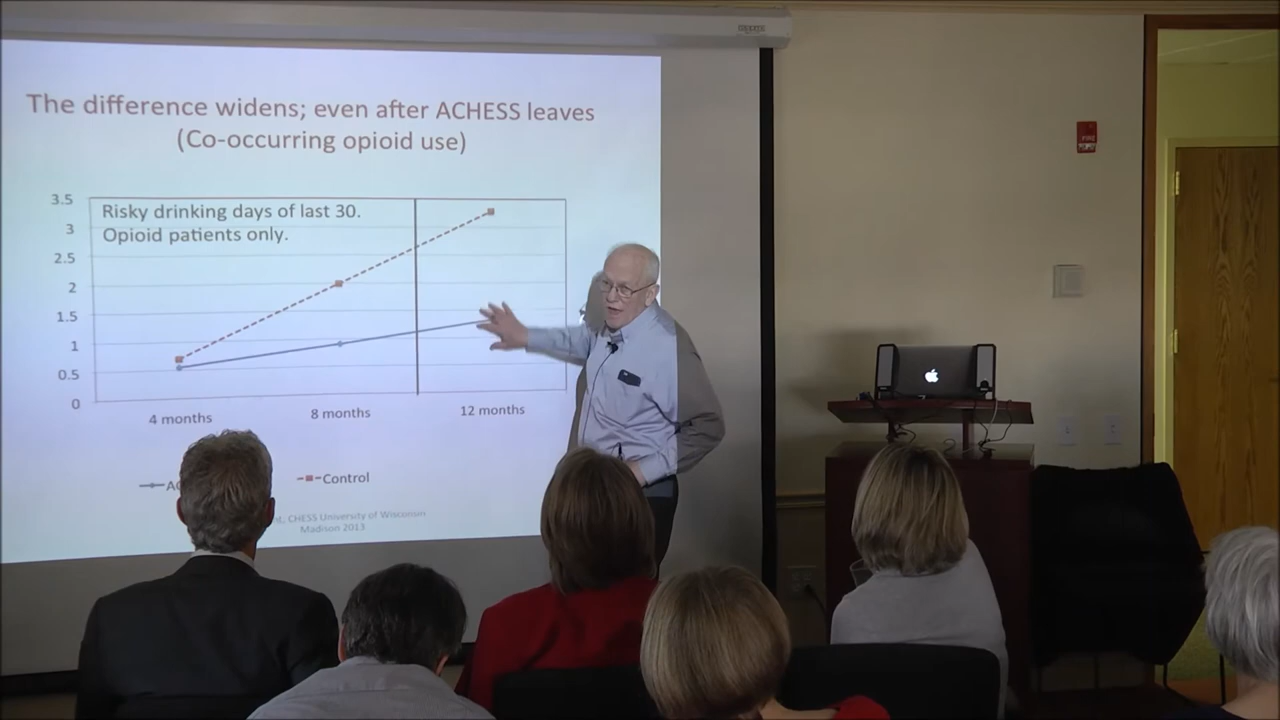 The difference widens; even after ACHESS leaves
(Co-occurring opioid use)
3.5
Risky drinking days of last 30.
3
Opioid patients only.
2.5
2
1.5
1
0.5
0
4 months
8 months
12 months
Control
CHESS University of Wisconsin
Madison 2013
FIRE